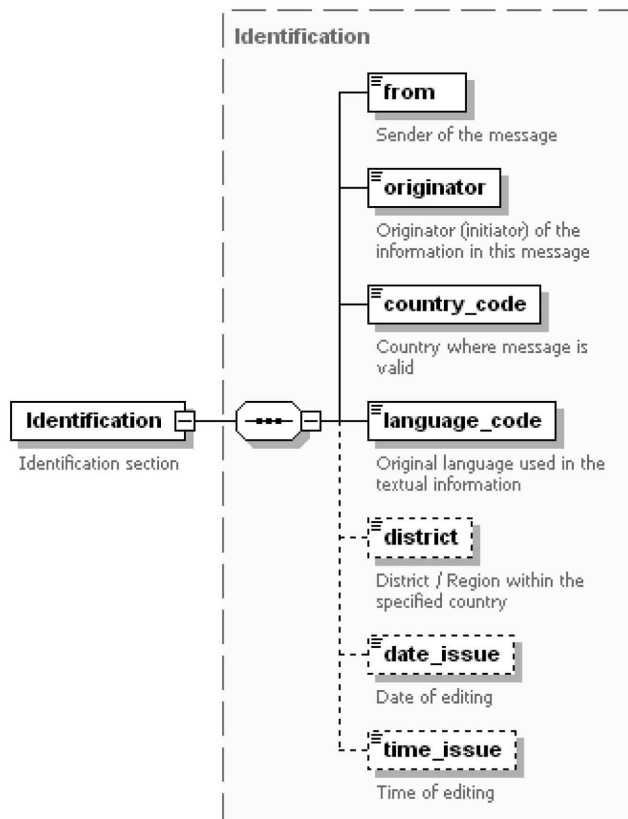 Identification
from
Sender of the message
originator
Originator (initiator) of the
information in this message
country_code
Country where message is
valid
Identification
Identification section
language_code
Original language used in the
textual information
district
District / Region within the
specified country
date_issue
Date of editing
time_issue
Time of editing